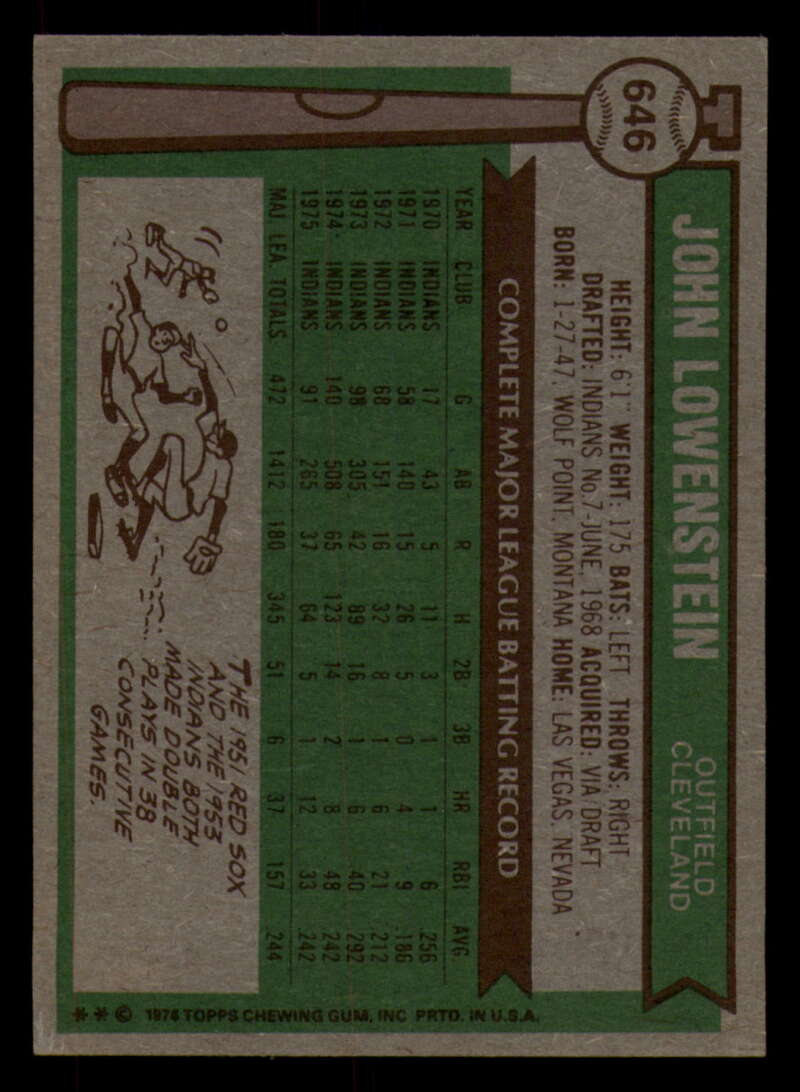 646
JOHN LOWENSTEIN
OUTFIELD
CLEVELAND
HEIGHT: 6'1" WEIGHT: 175 BATS: LEFT THROWS: RIGHT
DRAFTED: INDIANS No.7-JUNE, 1968 ACQUIRED: VIA DRAFT
BORN: 1-27-47, WOLF POINT, MONTANA HOME: LAS VEGAS, NEVADA
COMPLETE MAJOR LEAGUE BATTING RECORD
YEAR CLUB G AB R H 2B 3B HR RBI AVG.
1970 INDIANS 17 43 5 11 3 1 1 6 .256
1971 INDIANS 58 140 15 26 5 0 4 9 .186
1972 INDIANS 68 151 16 32 8 1 6 21 .212
1973 INDIANS 98 305 42 89 16 1 6 40 .292
1974 INDIANS 140 508 65 123 14 2 8 48 .242
1975 INDIANS 91 265 37 64 5 1 12 33 .242
MAJ. LEA. TOTALS 472 1412 180 345 51 6 37 157 .244
THE 1951 RED SOX
AND THE 1953
INDIANS BOTH
MADE DOUBLE
PLAYS IN 38
CONSECUTIVE
GAMES.
** © 1976 TOPPS CHEWING GUM, INC. PRTD. IN U.S.A.